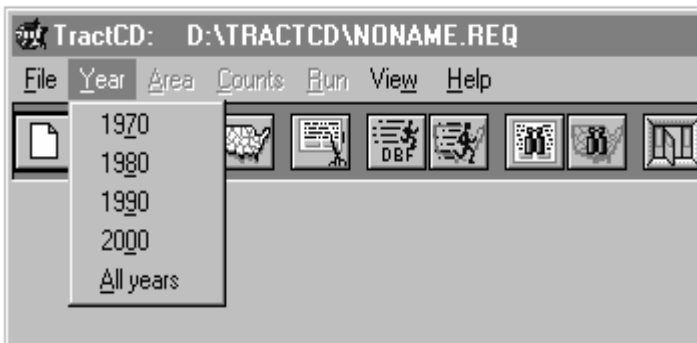 TractCD: D:\TRACTCD\NONAME.REQ
File Year Area Counts Run View Help
DBF
1970
1980
1990
2000
All years